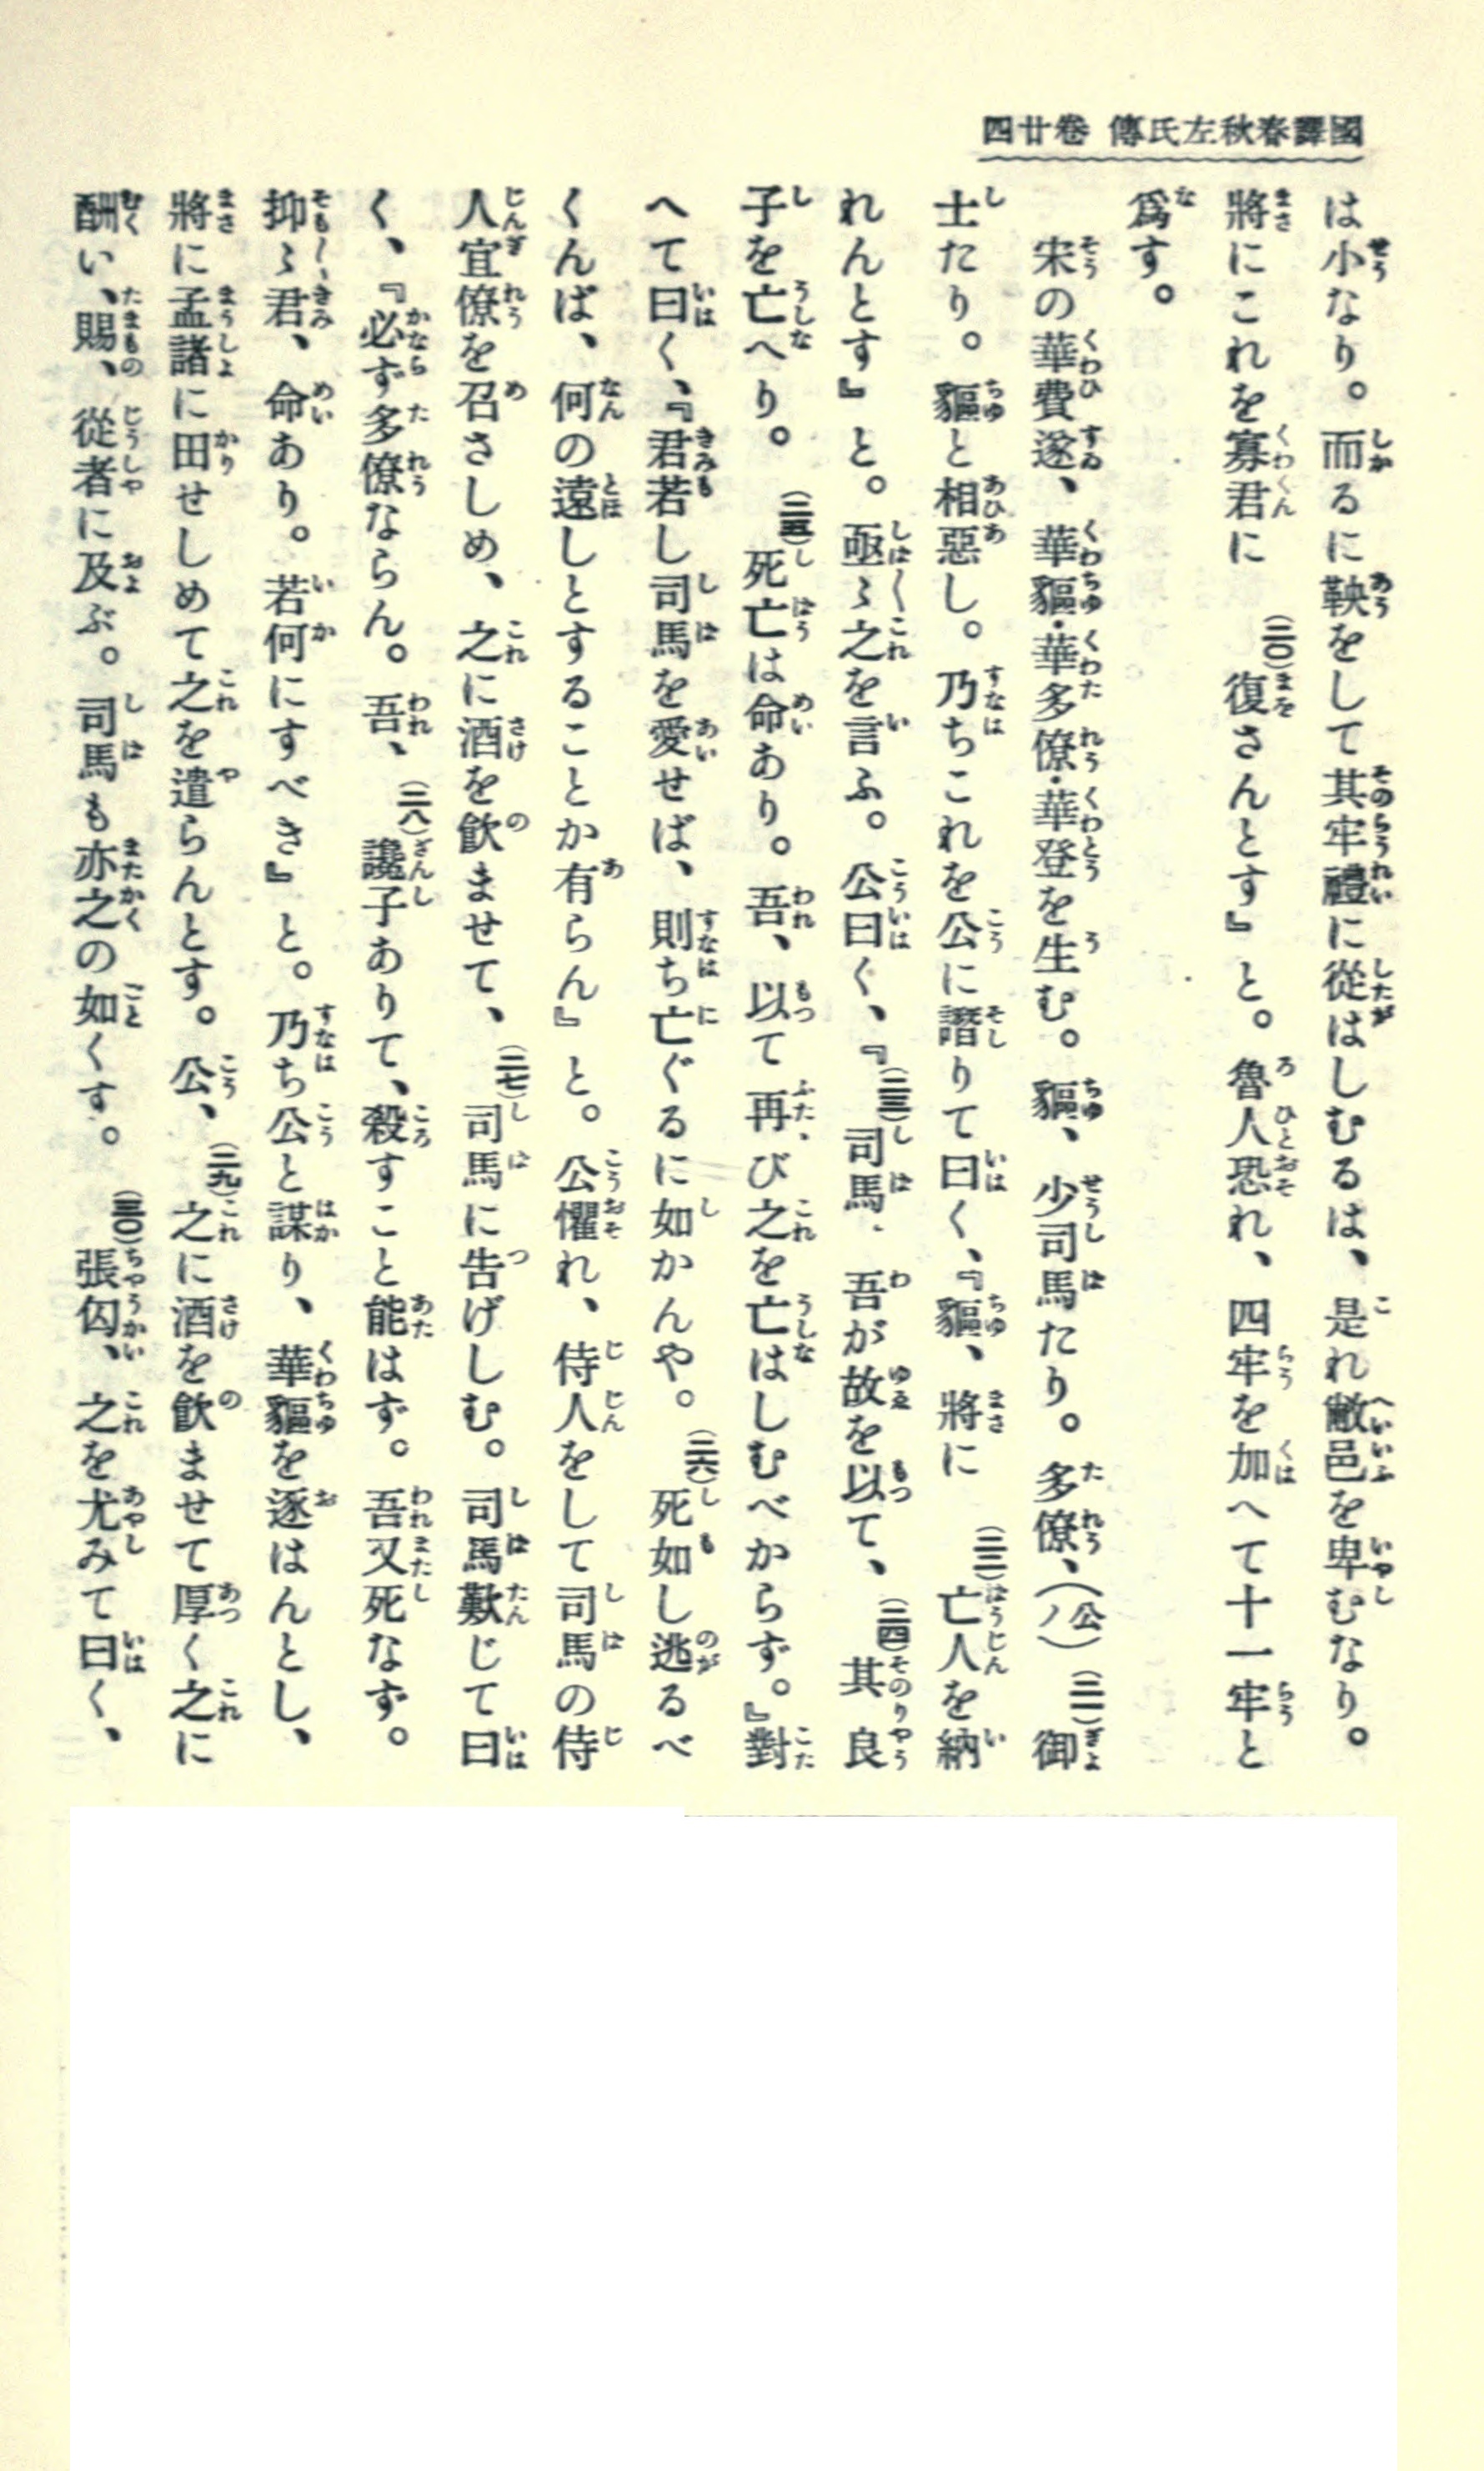 國譯春秋左氏傳 卷廿四
は小なり。而るに鞅をして其牢禮に從はしむるは、是れ敝邑を卑むなり。
將にこれを寡君に(二〇)復さんとす』と。魯人恐れ、四牢を加へて十一牢と
爲す。
宋の華費遂、華貙・華多僚・華登を生む。貙、少司馬たり。多僚、(公ノ)(二一)御
士たり。貙と相惡し。乃ちこれを公に譖りて曰く、『貙、將に(二二)亡人を納
れんとす』と。亟〻之を言ふ。公曰く、『(二三)司馬、吾が故を以て、(二四)其良
子を亡へり。(二五)死亡は命あり。吾、以て再び之を亡はしむべからず。』對
へて曰く、『君若し司馬を愛せば、則ち亡ぐるに如かんや。(二六)死如し逃るべ
くんば、何の遠しとすることか有らん』と。公懼れ、侍人をして司馬の侍
人宜僚を召さしめ、之に酒を飮ませて、(二七)司馬に告げしむ。司馬歎じて曰
く、『必ず多僚ならん。吾、(二八)讒子ありて、殺すこと能はず。吾又死なず。
抑〻君、命あり。若何にすべき』と。乃ち公と謀り、華貙を逐はんとし、
將に孟諸に田せしめて之を遣らんとす。公、(二九)之に酒を飮ませて厚く之に
酬い、賜、從者に及ぶ。司馬も亦之の如くす。(三〇)張匄、之を尤みて曰く、